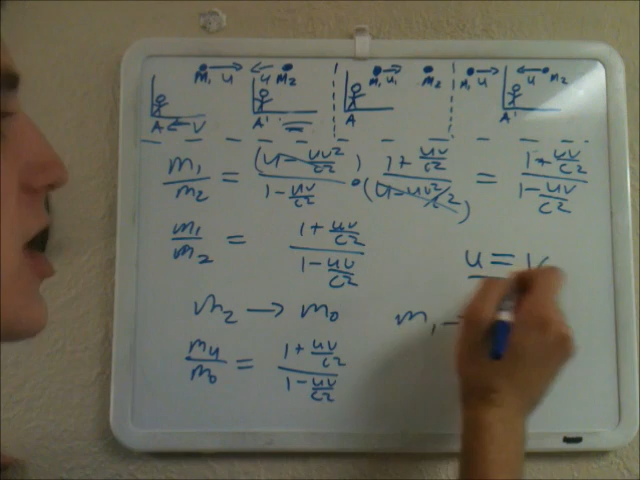 m₁ u u m₂ m₁ u₁ m₂ m₁ m₂
A ← v A' A A'
m₁/m₂ = (u - uv²/c²)/(1 - uv/c²) • (1 + uv/c²)/(u - uv²/c²) = (1 + uv/c²)/(1 - uv/c²)
m₁/m₂ = (1 + uv/c²)/(1 - uv/c²) u = v
m₂ → m₀ m₁ -
mu/m₀ = (1 + uv/c²)/(1 - uv/c²)